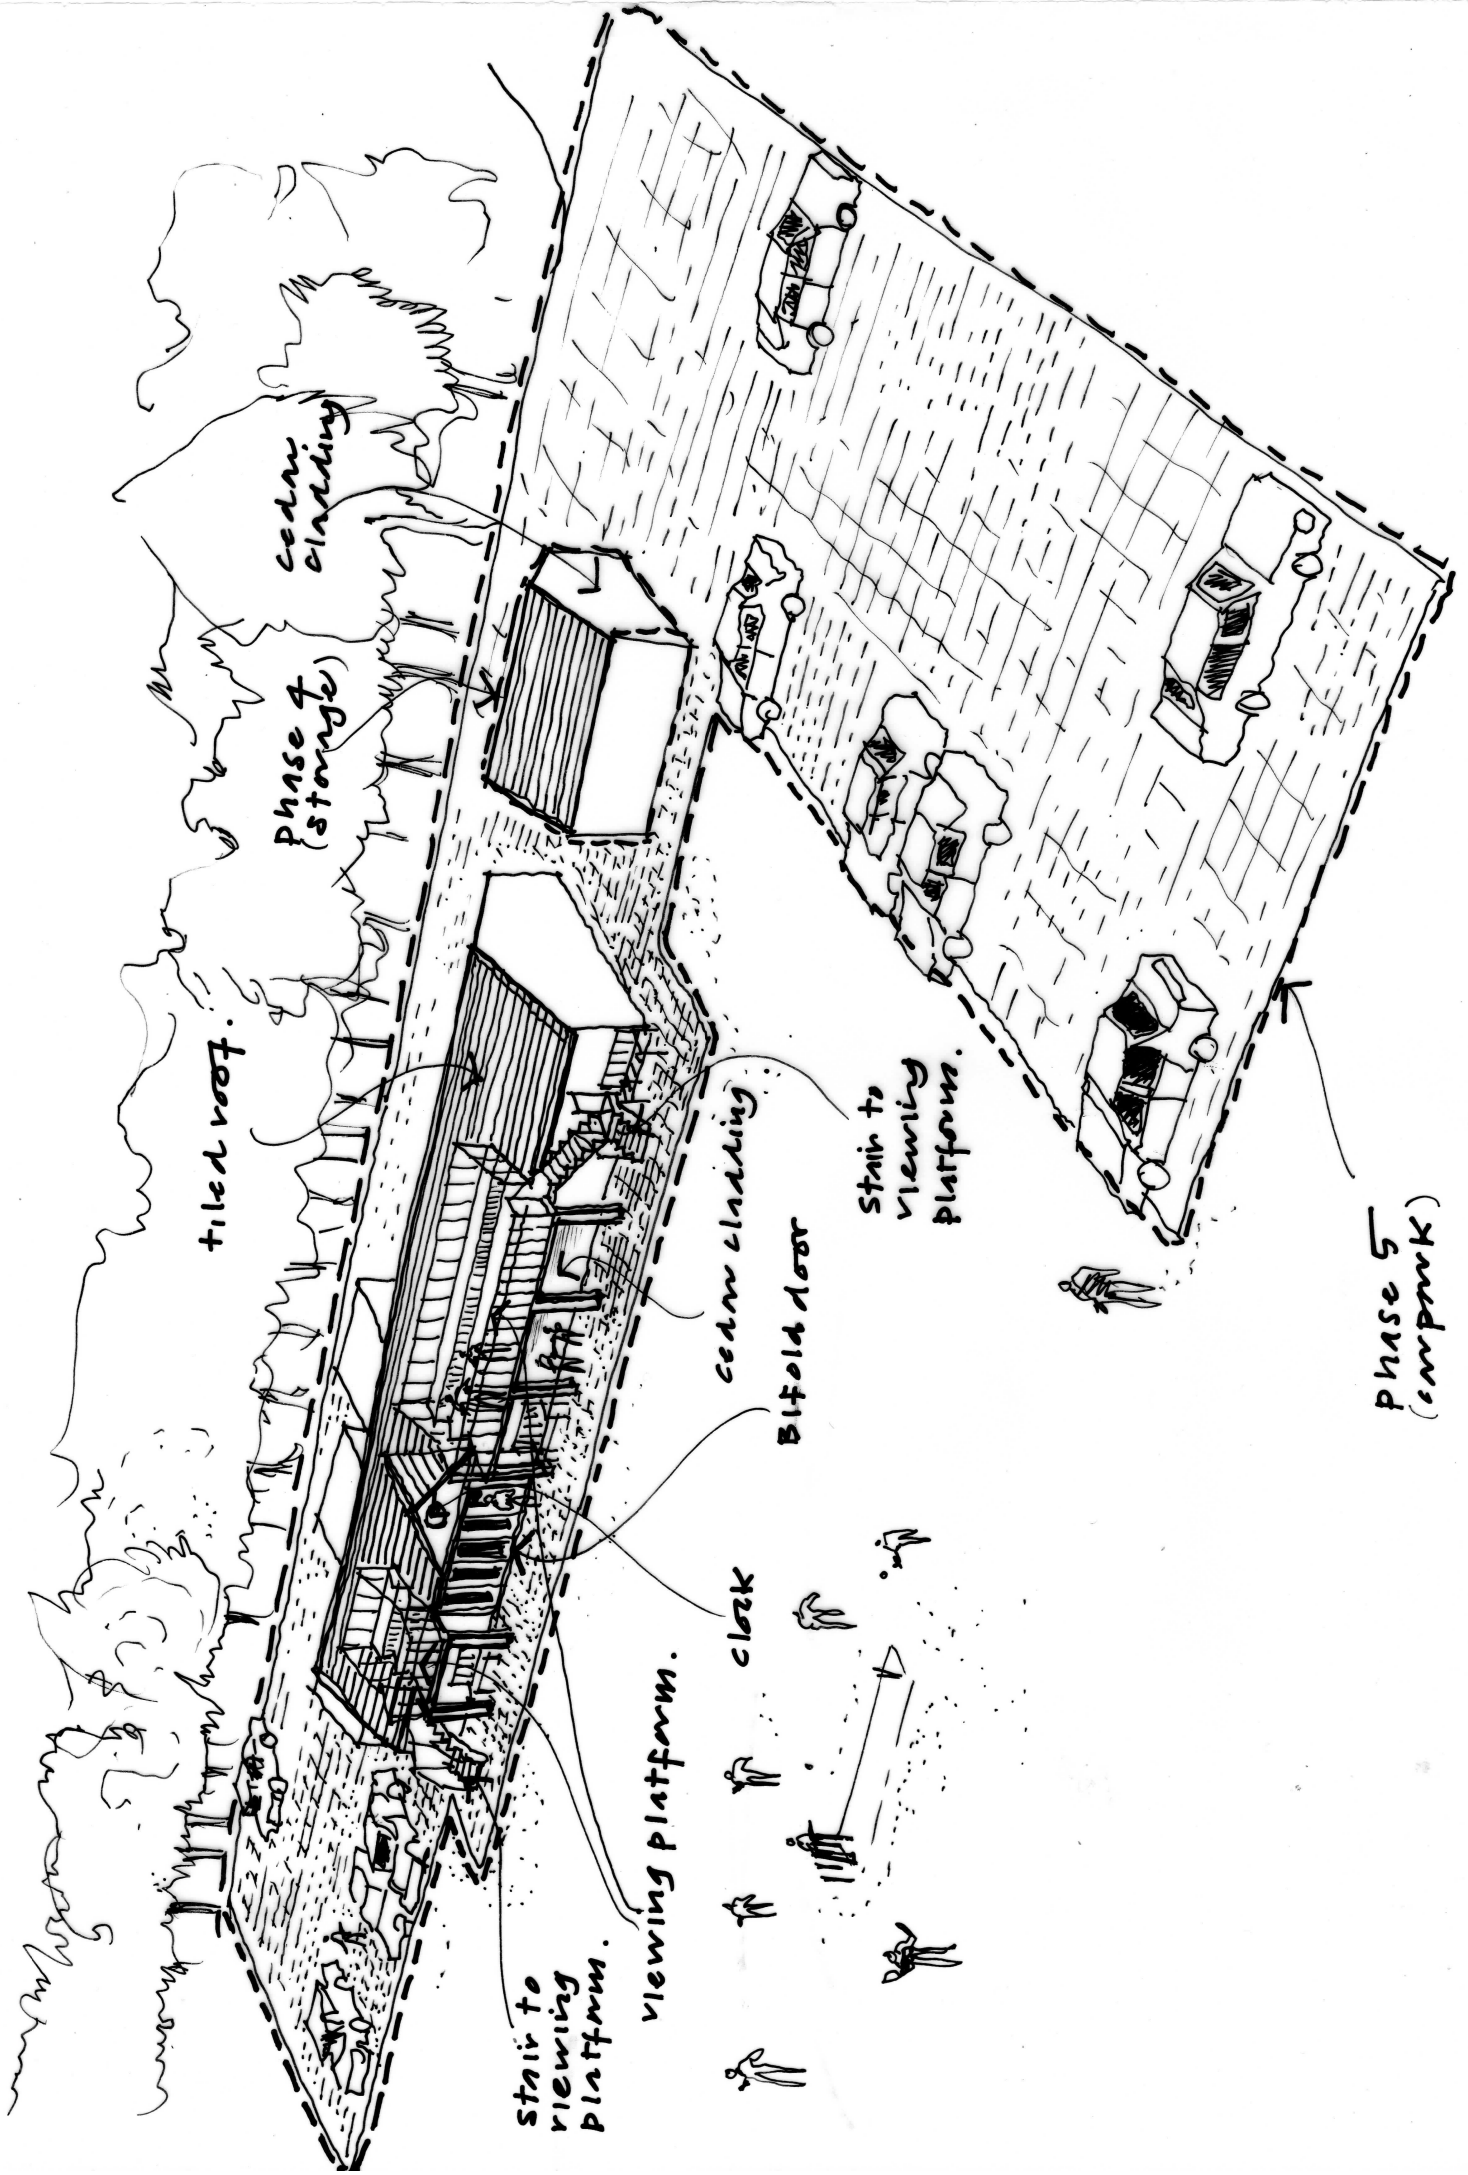 tiled roof.
Phase 4
(storage)
cedar
cladding
stair to
viewing
platform.
viewing platform.
clock
cedar cladding.
Bifold door
stair to
viewing
platform.
Phase 5
(carpark)